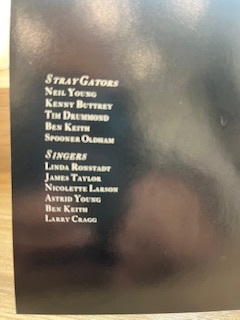 Stray Gators
Neil Young
Kenny Buttrey
Tim Drummond
Ben Keith
Spooner Oldham
Singers
Linda Ronstadt
James Taylor
Nicolette Larson
Astrid Young
Ben Keith
Larry Cragg